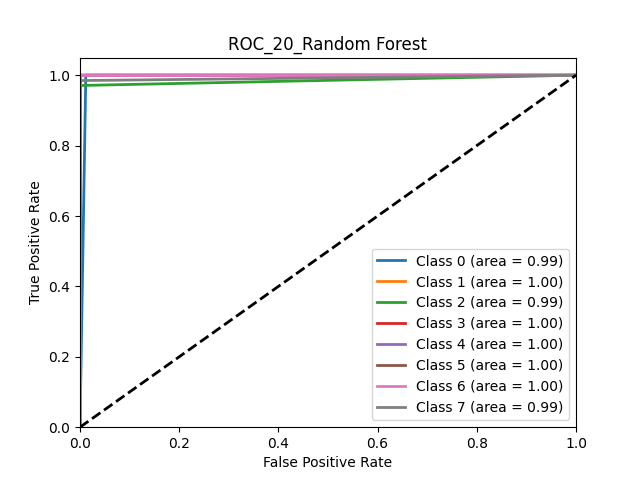 ROC_20_Random Forest
True Positive Rate
1.0
0.8
0.6
0.4
0.2
0.0
Class 0 (area = 0.99)
Class 1 (area = 1.00)
Class 2 (area = 0.99)
Class 3 (area = 1.00)
Class 4 (area = 1.00)
Class 5 (area = 1.00)
Class 6 (area = 1.00)
Class 7 (area = 0.99)
0.0 0.2 0.4 0.6 0.8 1.0
False Positive Rate